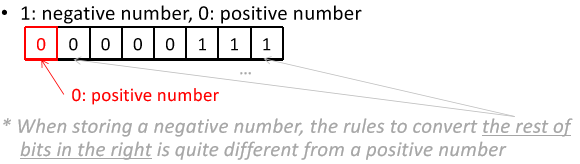 • 1: negative number, 0: positive number
0 0 0 0 0 1 1 1
...
0: positive number
* When storing a negative number, the rules to convert the rest of
bits in the right is quite different from a positive number